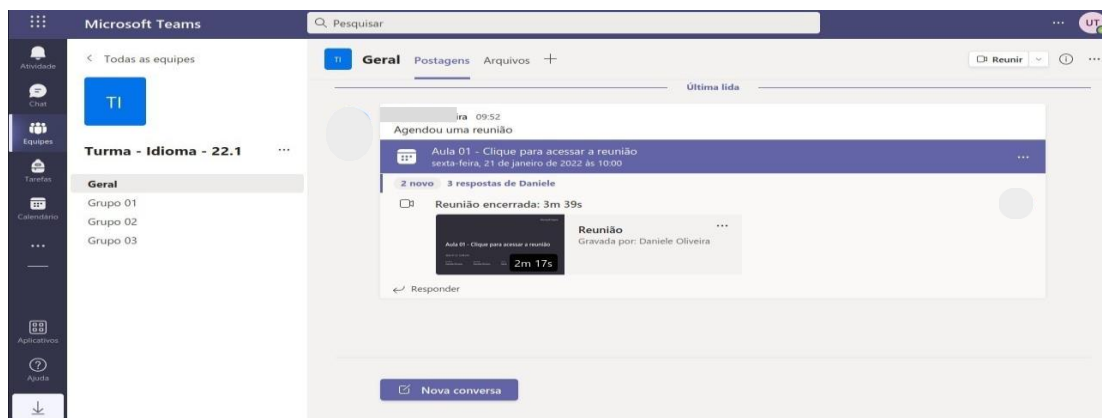 Microsoft Teams
Pesquisar
UT
Atividade
Chat
Equipes
Tarefas
Calendário
Aplicativos
Ajuda
Todas as equipes
TI
Turma - Idioma - 22.1
Geral
Grupo 01
Grupo 02
Grupo 03
TI Geral Postagens Arquivos
Reunir
Última lida
ira 09:52
Agendou uma reunião
Aula 01 - Clique para acessar a reunião
sexta-feira, 21 de janeiro de 2022 às 10:00
2 novo 3 respostas de Daniele
Reunião encerrada: 3m 39s
Aula 01 - Clique para acessar a reunião
2m 17s
Reunião
Gravada por: Daniele Oliveira
Responder
Nova conversa